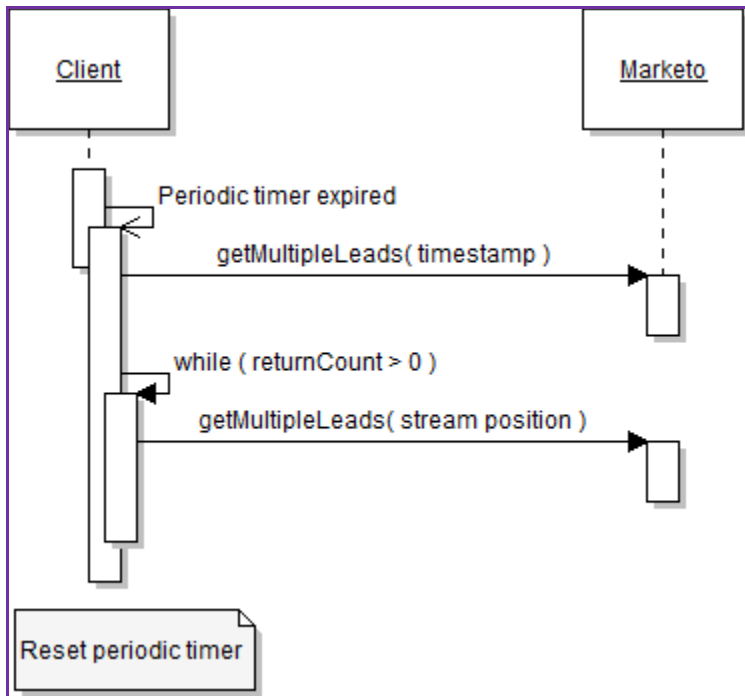 Client
Marketo
Periodic timer expired
getMultipleLeads( timestamp )
while ( returnCount > 0 )
getMultipleLeads( stream position )
Reset periodic timer